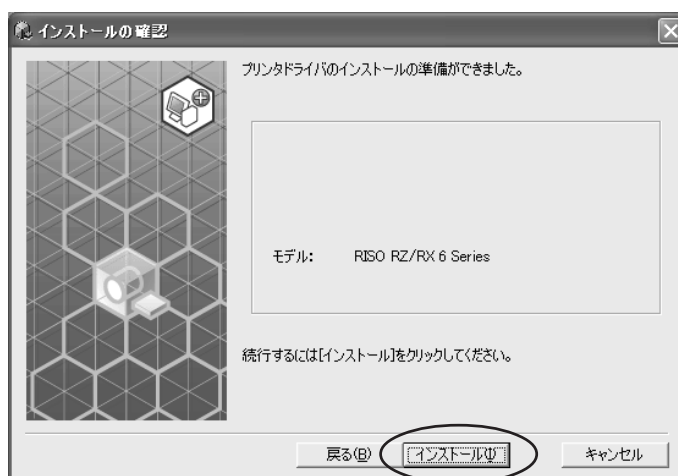 インストールの確認
プリンタドライバのインストールの準備ができました。
モデル: RISO RZ/RX 6 Series
続行するには[インストール]をクリックしてください。
戻る(B) インストール(I) キャンセル